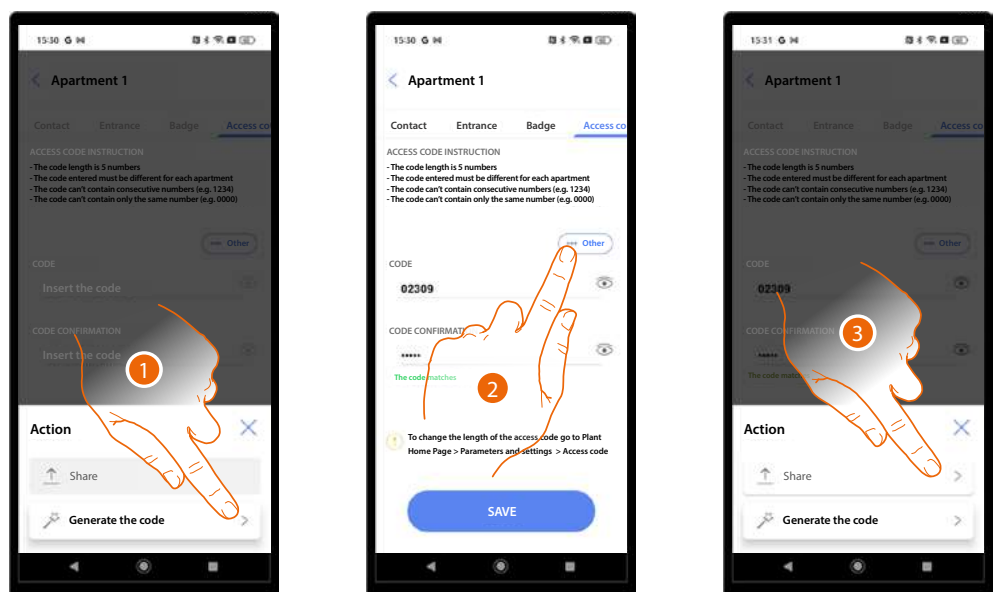 15:30 G
Apartment 1
Contact Entrance Badge Access co
ACCESS CODE INSTRUCTION
- The code length is 5 numbers
- The code entered must be different for each apartment
- The code can't contain consecutive numbers (e.g. 1234)
- The code can't contain only the same number (e.g. 0000)
Other
CODE
Insert the code
CODE CONFIRMATION
Insert the code
1
Action
Share
Generate the code
15:30 G
Apartment 1
Contact Entrance Badge Access co
ACCESS CODE INSTRUCTION
- The code length is 5 numbers
- The code entered must be different for each apartment
- The code can't contain consecutive numbers (e.g. 1234)
- The code can't contain only the same number (e.g. 0000)
Other
CODE
02309
CODE CONFIRMATI
•••••
The code matches
2
To change the length of the access code go to Plant
Home Page > Parameters and settings > Access code
SAVE
15:31 G
Apartment 1
Contact Entrance Badge Access co
ACCESS CODE INSTRUCTION
- The code length is 5 numbers
- The code entered must be different for each apartment
- The code can't contain consecutive numbers (e.g. 1234)
- The code can't contain only the same number (e.g. 0000)
Other
CODE
02309
CODE CONFIRMATION
•••••
The code matches
3
Action
Share
Generate the code